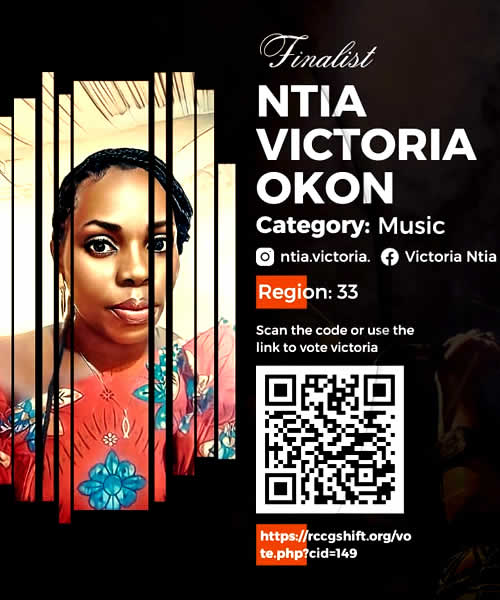 Finalist
NTIA
VICTORIA
OKON
Category: Music
ntia.victoria. Victoria Ntia
Region: 33
Scan the code or use the
link to vote victoria
https://rccgshift.org/vo
te.php?cid=149